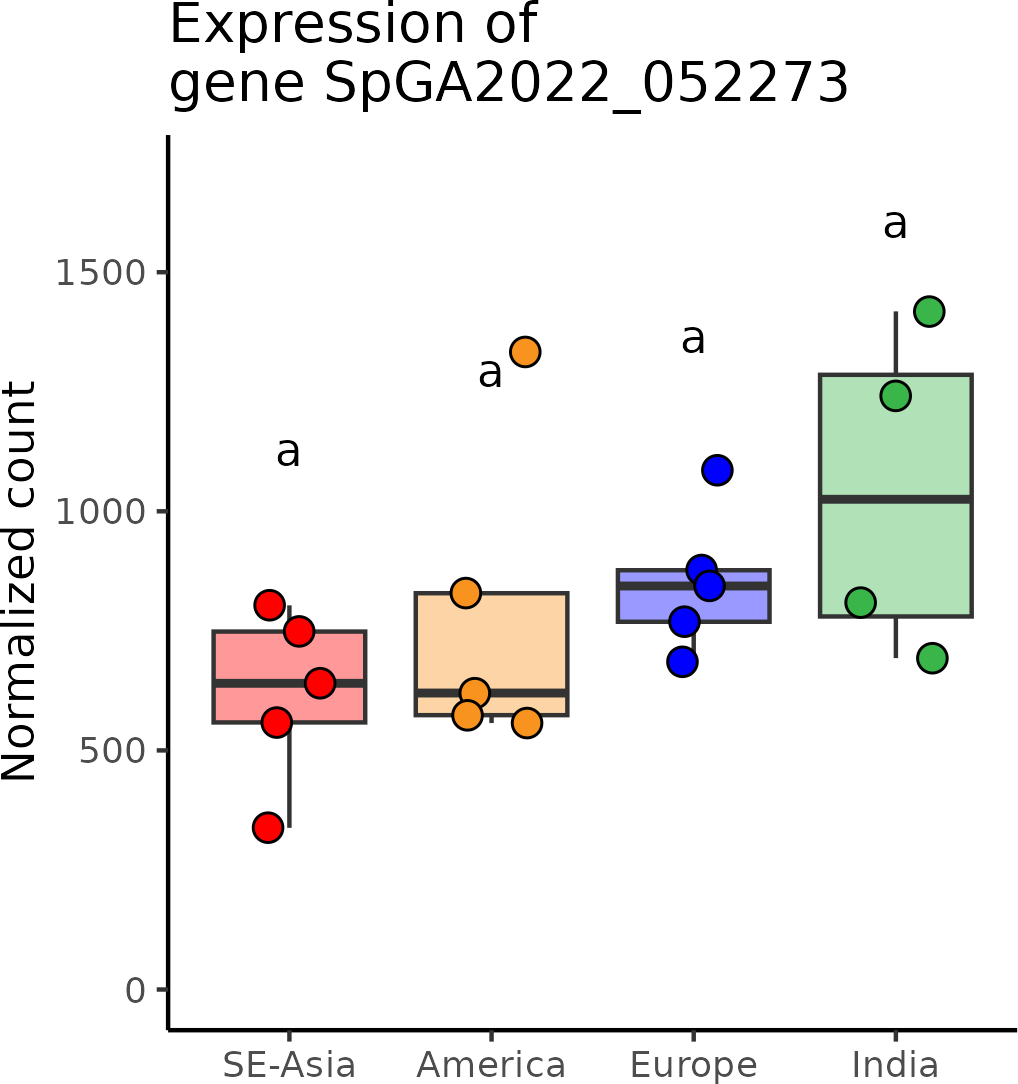 Expression of
gene SpGA2022_052273
Normalized count
1500
1000
500
0
a
a
a
a
SE-Asia
America
Europe
India